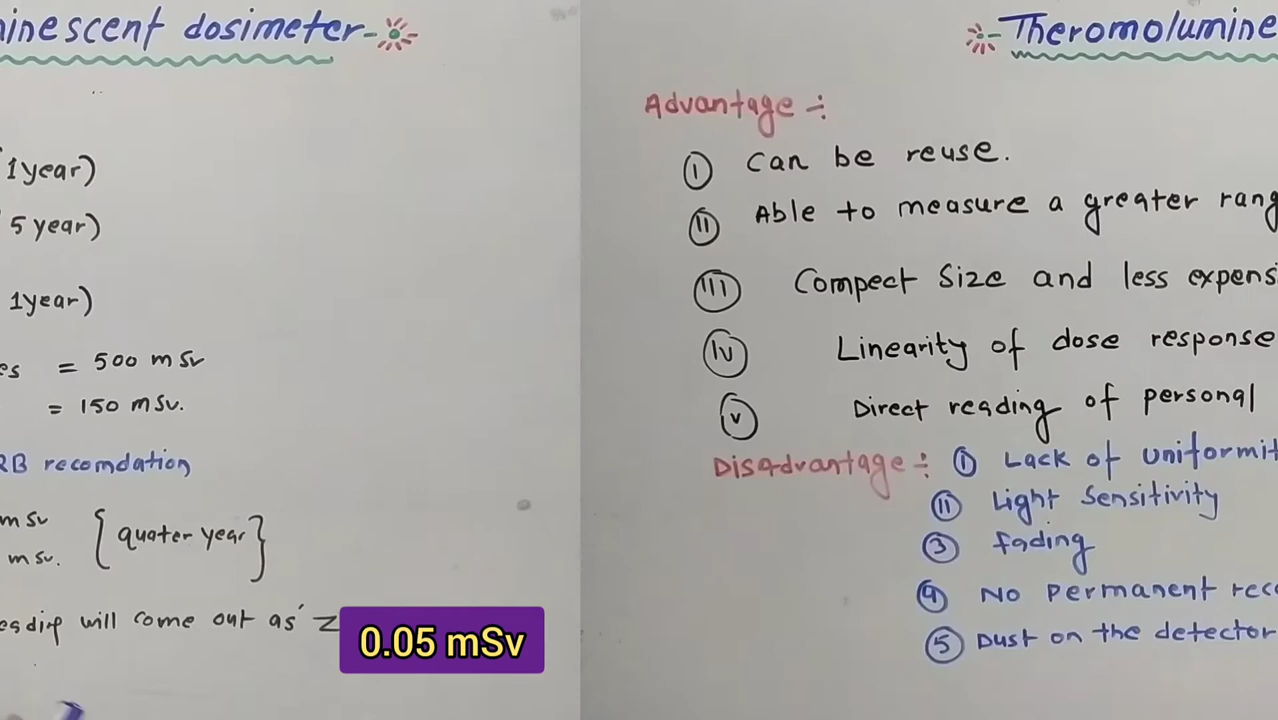 inescent dosimeter
1year)
5 year)
1year)
es = 500 mSv
= 150 mSv.
RB recomdation
mSv
mSv.
{quater year}
will come out as
0.05 mSv
Theromolumine
Advantage ÷
(i) can be reuse.
(ii) Able to measure a greater rang
(iii) Compect Size and less expens
(iv) Linearity of dose response
(v) Direct reading of personal
Disadvantage ÷ (i) Lack of uniformit
(ii) Light Sensitivity
(3) fading
(4) No permanent reco
(5) Dust on the detector